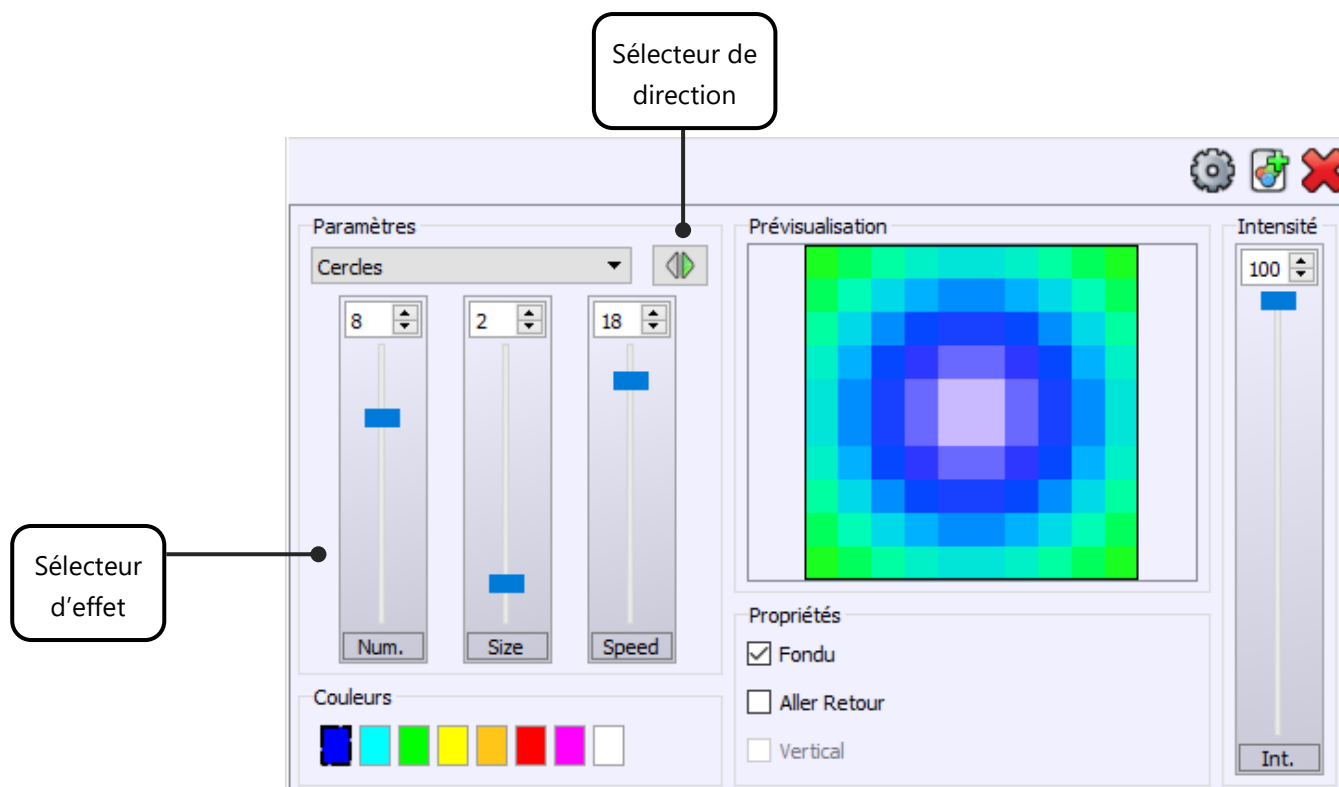 Sélecteur de
direction
Paramètres
Cercles
8
2
18
Num.
Size
Speed
Sélecteur
d’effet
Couleurs
Prévisualisation
Propriétés
Fondu
Aller Retour
Vertical
Intensité
100
Int.